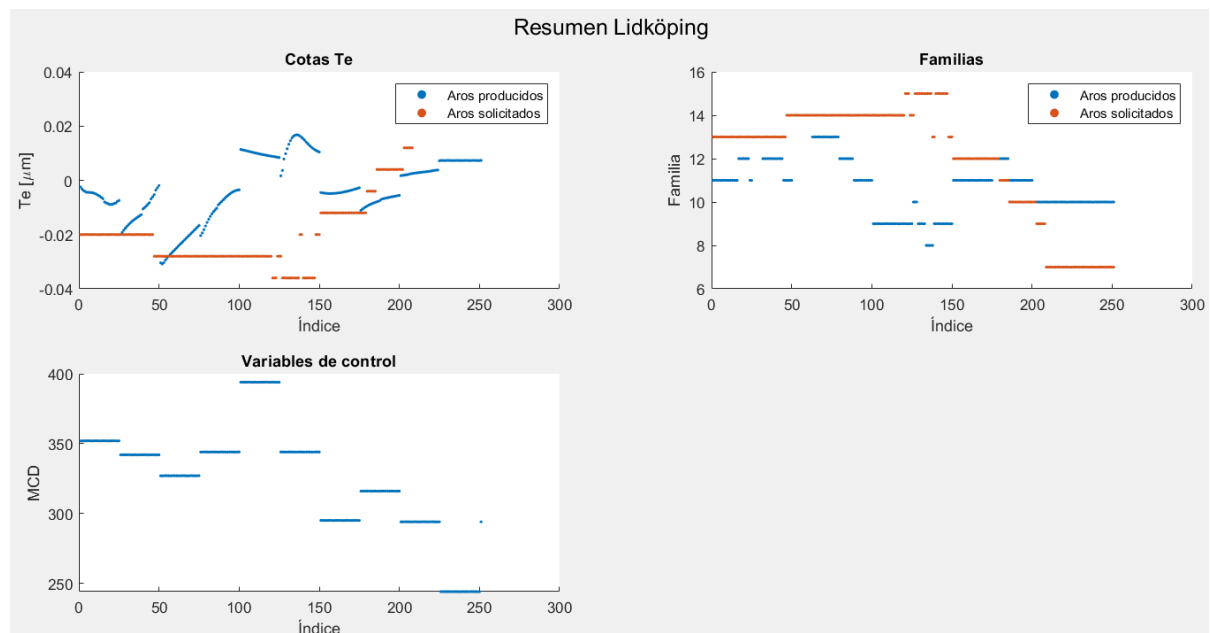 Resumen Lidköping
Cotas Te
0.04
0.02
0
-0.02
-0.04
Te [μm]
0 50 100 150 200 250 300
Índice
Aros producidos
Aros solicitados
Familias
16
14
12
10
8
6
Familia
0 50 100 150 200 250 300
Índice
Aros producidos
Aros solicitados
Variables de control
400
350
300
250
MCD
0 50 100 150 200 250 300
Índice